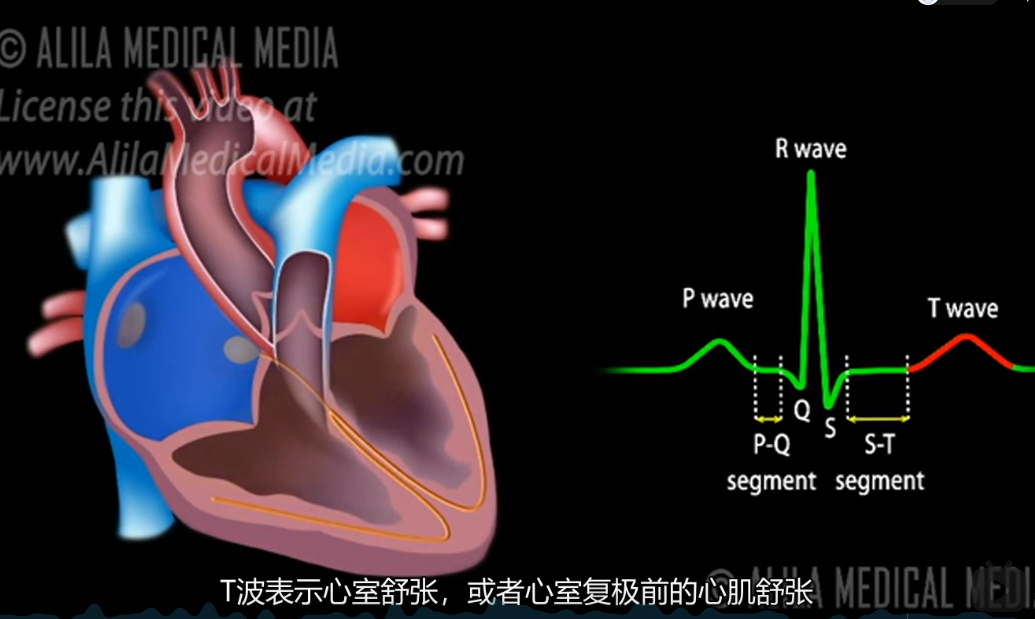 © ALILA MEDICAL MEDIA
License this video at
www.AlilaMedicalMedia.com
R wave
P wave
T wave
Q
S
P-Q
segment
S-T
segment
T波表示心室舒张，或者心室复极前的心肌舒张
© ALILA MEDICAL MEDIA